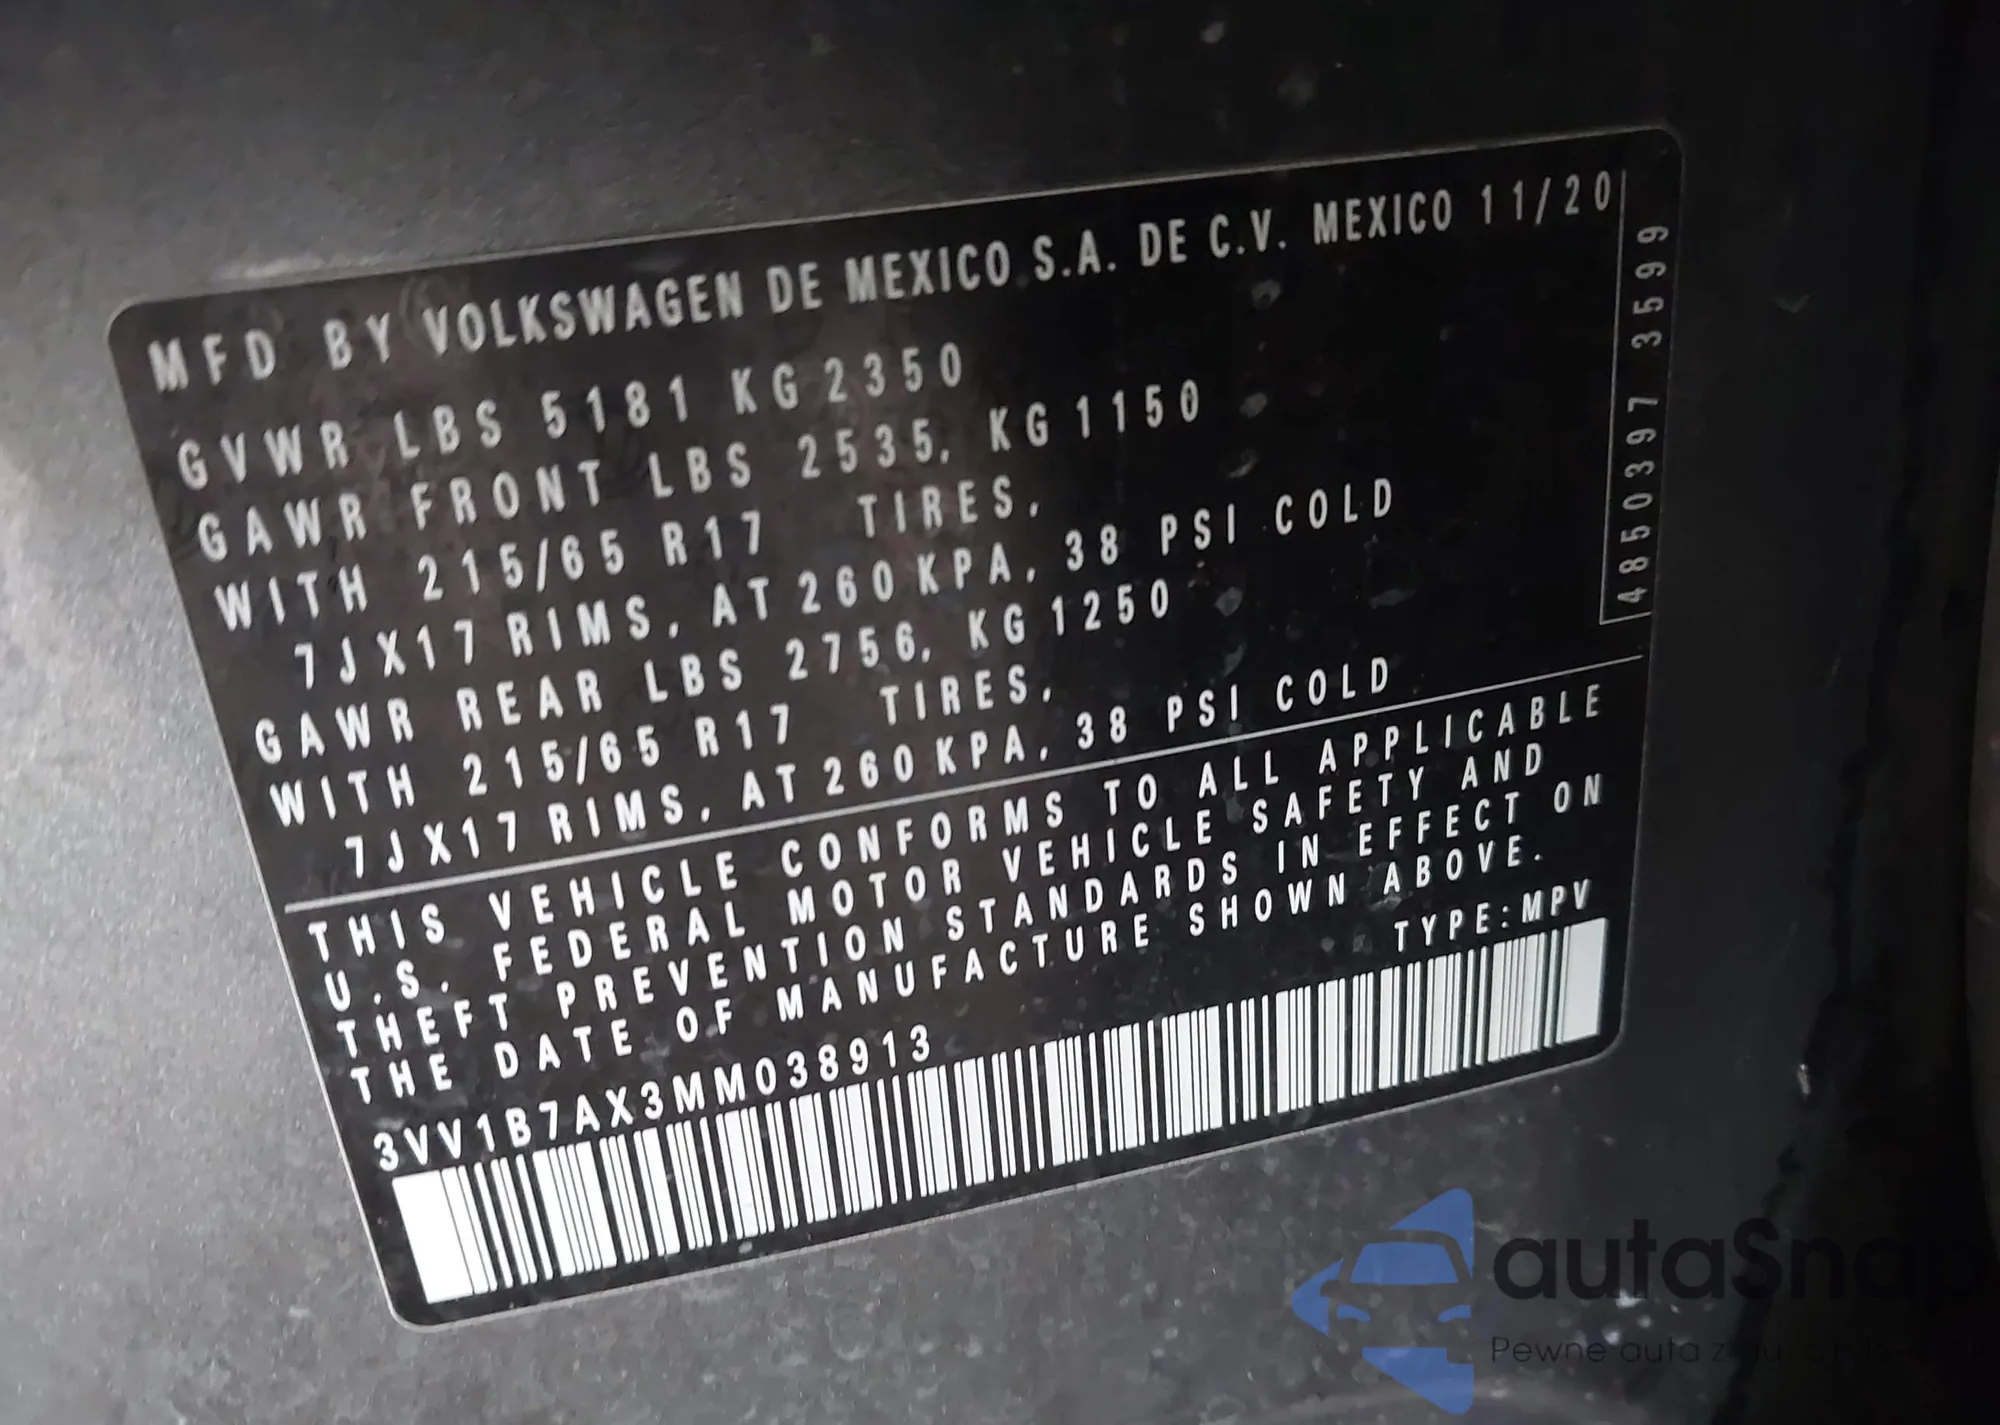 MFD BY VOLKSWAGEN DE MEXICO S.A. DE C.V. MEXICO 11/20
GVWR LBS 5181 KG 2350
GAWR FRONT LBS 2535, KG 1150
WITH 215/65 R17 TIRES,
7JX17 RIMS, AT 260 KPA, 38 PSI COLD
GAWR REAR LBS 2756, KG 1250
WITH 215/65 R17 TIRES,
7JX17 RIMS, AT 260 KPA, 38 PSI COLD
4850397 3599
THIS VEHICLE CONFORMS TO ALL APPLICABLE
U.S. FEDERAL MOTOR VEHICLE SAFETY AND
THEFT PREVENTION STANDARDS IN EFFECT ON
THE DATE OF MANUFACTURE SHOWN ABOVE.
TYPE:MPV
3VV1B7AX3MM038913
autaSnap
Pewne auta z